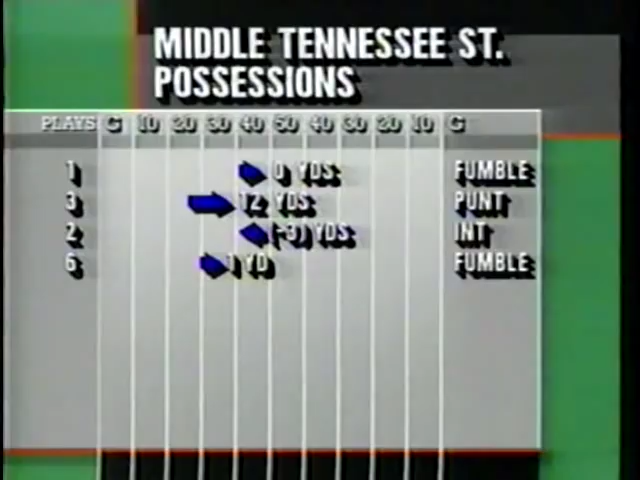 MIDDLE TENNESSEE ST.
POSSESSIONS
PLAYS G 10 20 30 40 50 40 30 20 10 G
1 0 YDS. FUMBLE
3 12 YDS. PUNT
2 (-3) YDS. INT
6 1 YD FUMBLE